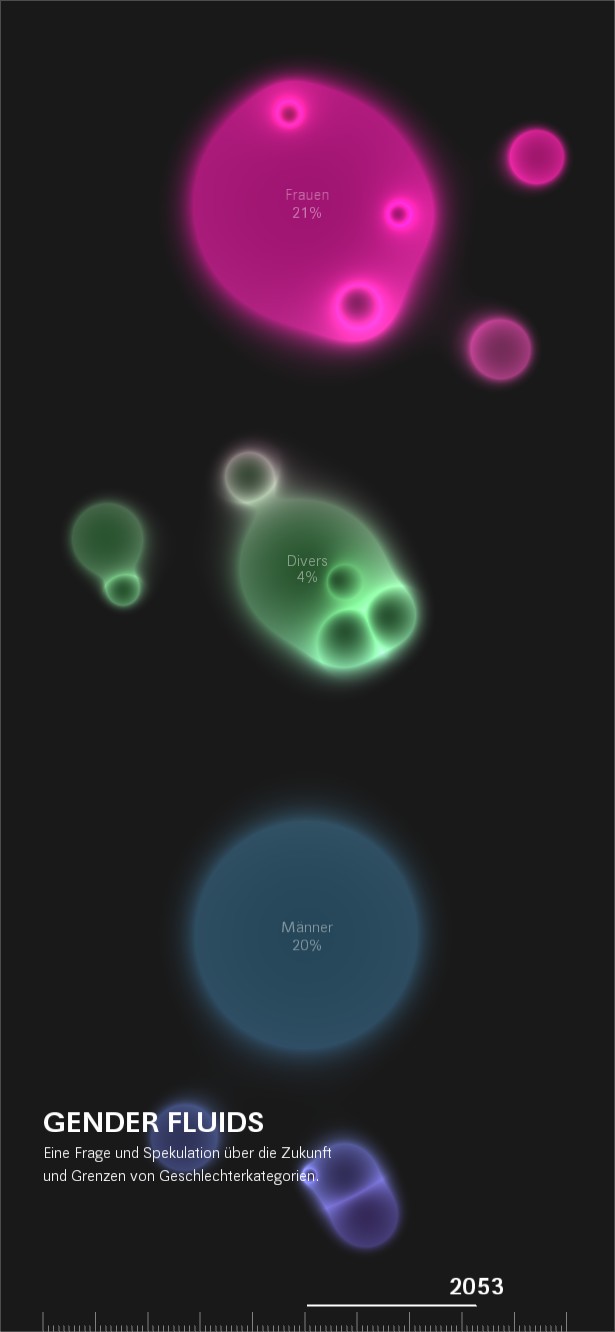 Frauen
21%
Divers
4%
Männer
20%
GENDER FLUIDS
Eine Frage und Spekulation über die Zukunft
und Grenzen von Geschlechterkategorien.
2053